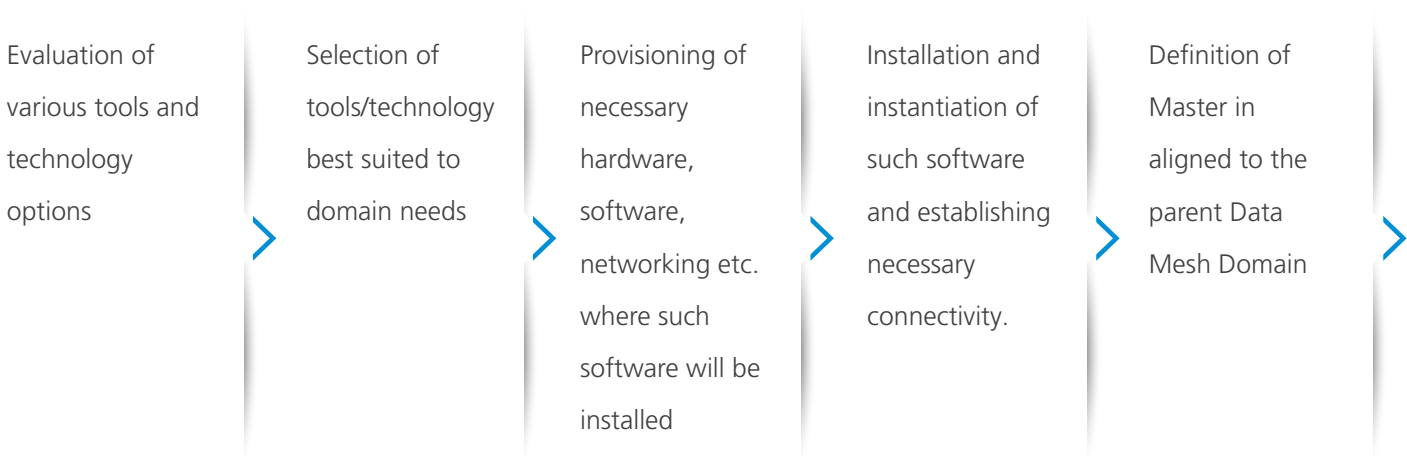 Evaluation of
various tools and
technology
options
Selection of
tools/technology
best suited to
domain needs
Provisioning of
necessary
hardware,
software,
networking etc.
where such
software will be
installed
Installation and
instantiation of
such software
and establishing
necessary
connectivity.
Definition of
Master in
aligned to the
parent Data
Mesh Domain